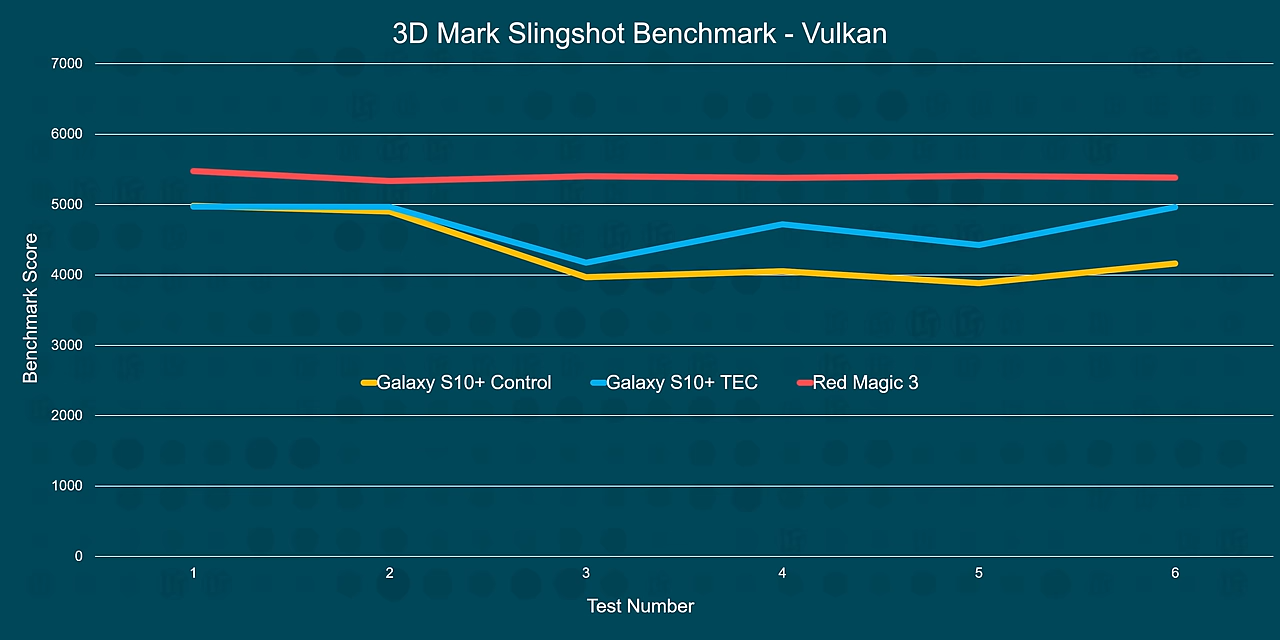 3D Mark Slingshot Benchmark - Vulkan
7000
6000
5000
4000
3000
2000
1000
0
Benchmark Score
Galaxy S10+ Control Galaxy S10+ TEC Red Magic 3
1 2 3 4 5 6
Test Number